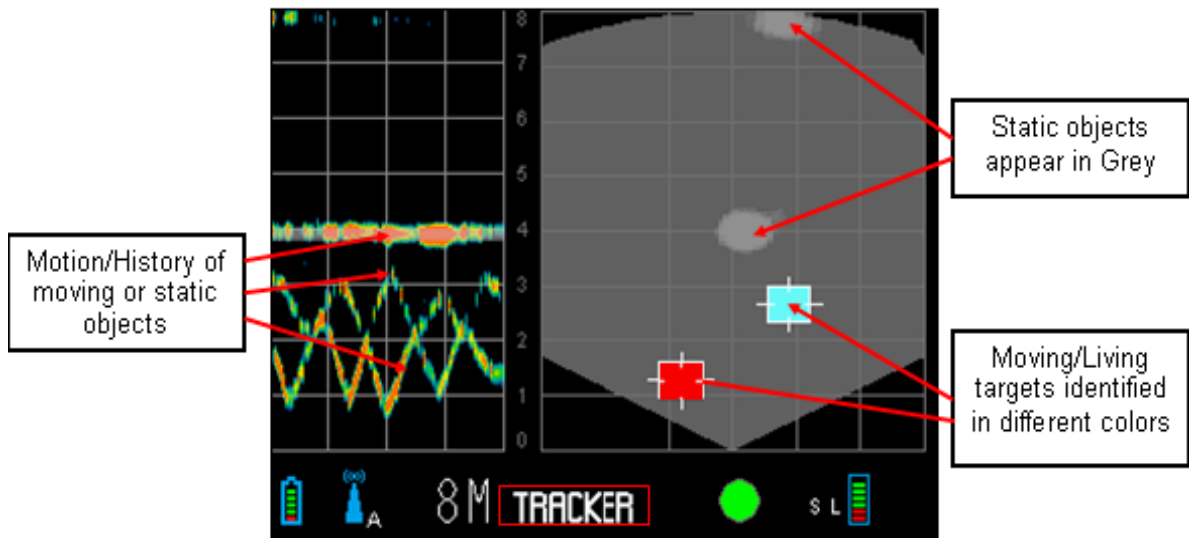 8
7
6
5
4
3
2
1
0
Motion/History of
moving or static
objects
Static objects
appear in Grey
Moving/Living
targets identified
in different colors
A
8M
TRACKER
S L